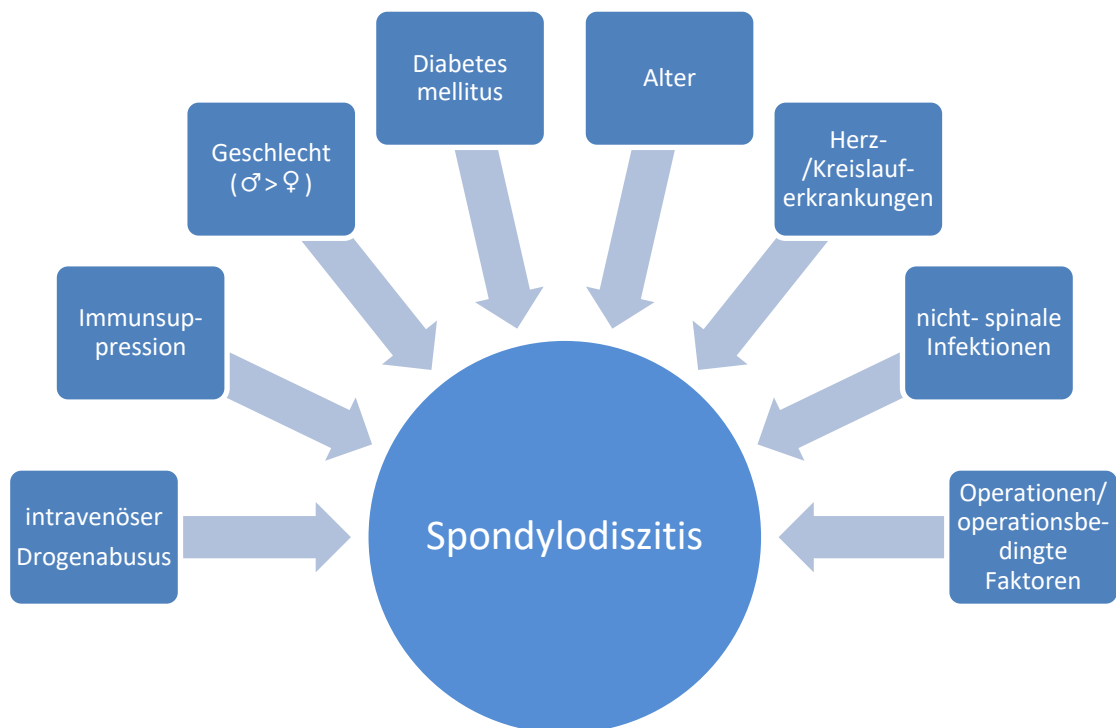 Diabetes
mellitus
Alter
Geschlecht
(♂>♀)
Herz-
/Kreislauf-
erkrankungen
Immunsup-
pression
nicht- spinale
Infektionen
intravenöser
Drogenabusus
Spondylodiszitis
Operationen/
operationsbe-
dingte
Faktoren